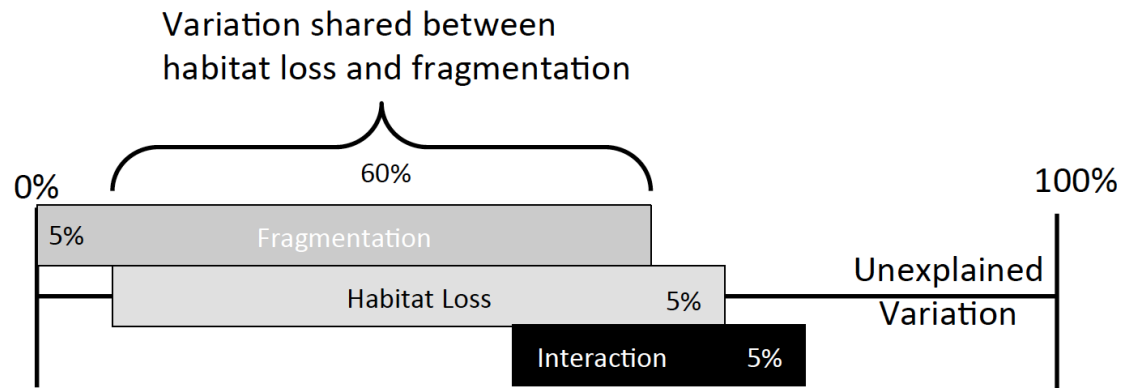 Variation shared between
habitat loss and fragmentation
60%
0%
100%
5%
Fragmentation
Habitat Loss
5%
Unexplained
Variation
Interaction
5%